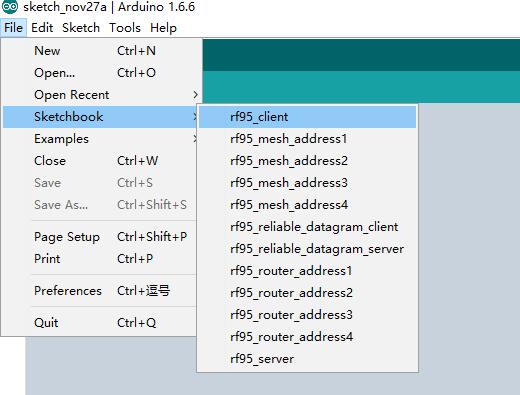 sketch_nov27a | Arduino 1.6.6
File Edit Sketch Tools Help
New Ctrl+N
Open... Ctrl+O
Open Recent
Sketchbook
Examples
Close Ctrl+W
Save Ctrl+S
Save As... Ctrl+Shift+S
Page Setup Ctrl+Shift+P
Print Ctrl+P
Preferences Ctrl+逗号
Quit Ctrl+Q
rf95_client
rf95_mesh_address1
rf95_mesh_address2
rf95_mesh_address3
rf95_mesh_address4
rf95_reliable_datagram_client
rf95_reliable_datagram_server
rf95_router_address1
rf95_router_address2
rf95_router_address3
rf95_router_address4
rf95_server